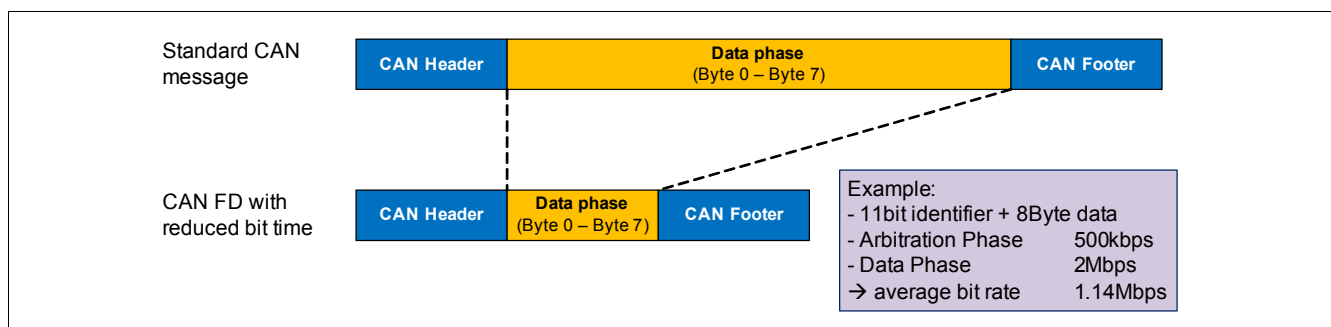 Standard CAN
message
CAN Header
Data phase
(Byte 0 – Byte 7)
CAN Footer
CAN FD with
reduced bit time
CAN Header
Data phase
(Byte 0 – Byte 7)
CAN Footer
Example:
- 11bit identifier + 8Byte data
- Arbitration Phase 500kbps
- Data Phase 2Mbps
→ average bit rate 1.14Mbps